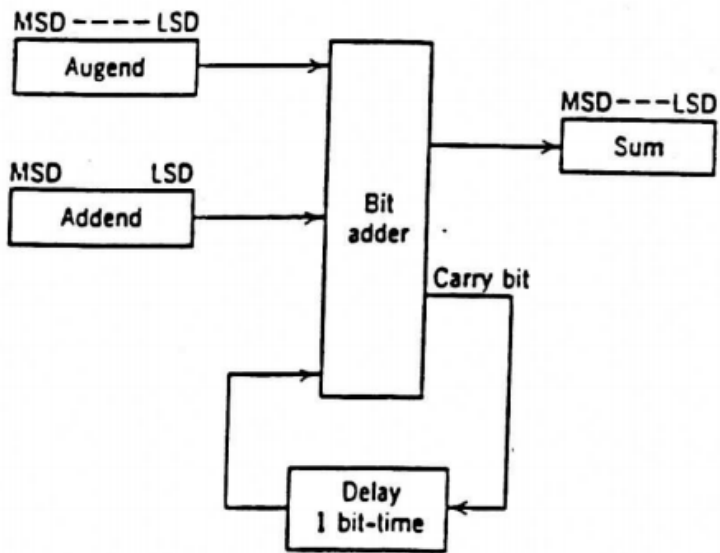 MSD ---- LSD
Augend
MSD LSD
Addend
Bit
adder
MSD---LSD
Sum
Carry bit
Delay
1 bit-time